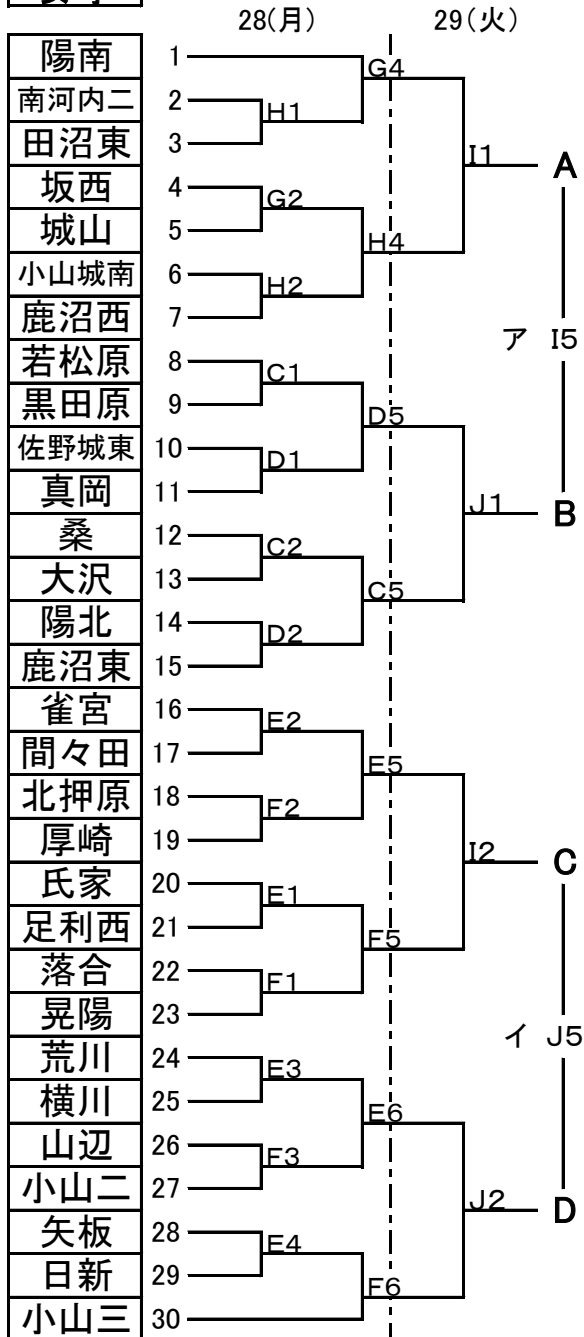 28(月) 29(火)
陽南 1
南河内二 2
田沼東 3
坂西 4
城山 5
小山城南 6
鹿沼西 7
若松原 8
黒田原 9
佐野城東 10
真岡 11
桑 12
大沢 13
陽北 14
鹿沼東 15
雀宮 16
間々田 17
北押原 18
厚崎 19
氏家 20
足利西 21
落合 22
晃陽 23
荒川 24
横川 25
山辺 26
小山二 27
矢板 28
日新 29
小山三 30
H1
G2
H2
C1
D1
C2
D2
E2
F2
E1
F1
E3
F3
E4
G4
H4
D5
C5
E5
F5
E6
F6
I1
J1
I2
J2
A
ア I5
B
C
イ J5
D